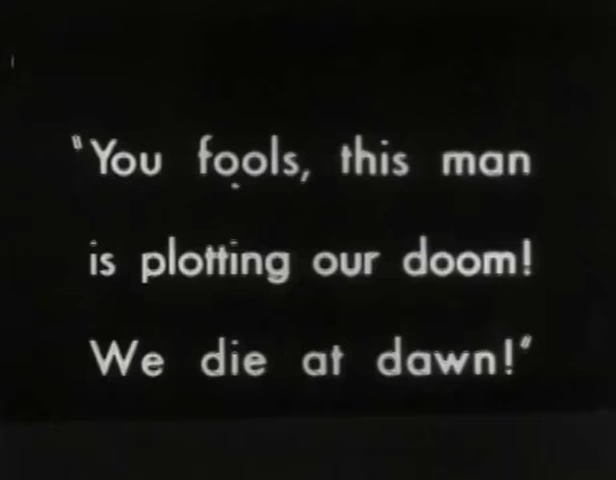 "You fools, this man
is plotting our doom!
We die at dawn!"